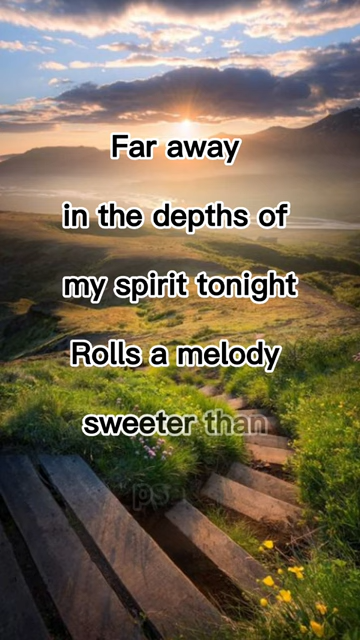 Far away
in the depths of
my spirit tonight
Rolls a melody
sweeter than